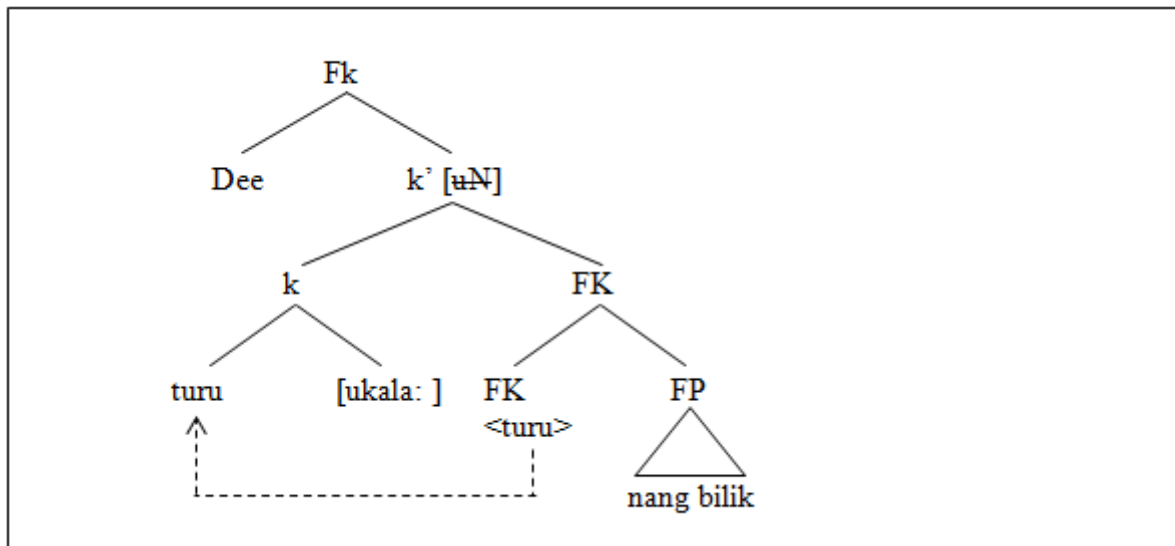 Fk
Dee k’ [uN]
k FK
turu [ukala: ] FK FP
<turu>
nang bilik